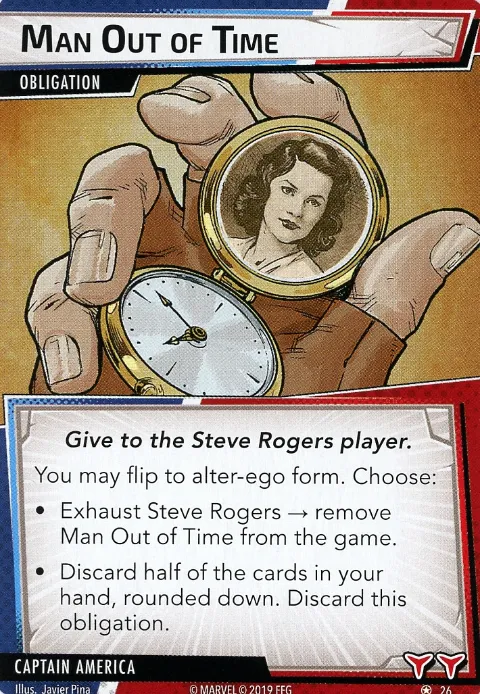 MAN OUT OF TIME
OBLIGATION
Give to the Steve Rogers player.
You may flip to alter-ego form. Choose:
• Exhaust Steve Rogers → remove
Man Out of Time from the game.
• Discard half of the cards in your
hand, rounded down. Discard this
obligation.
CAPTAIN AMERICA
Illus. Javier Pina © MARVEL © 2019 FFG 26